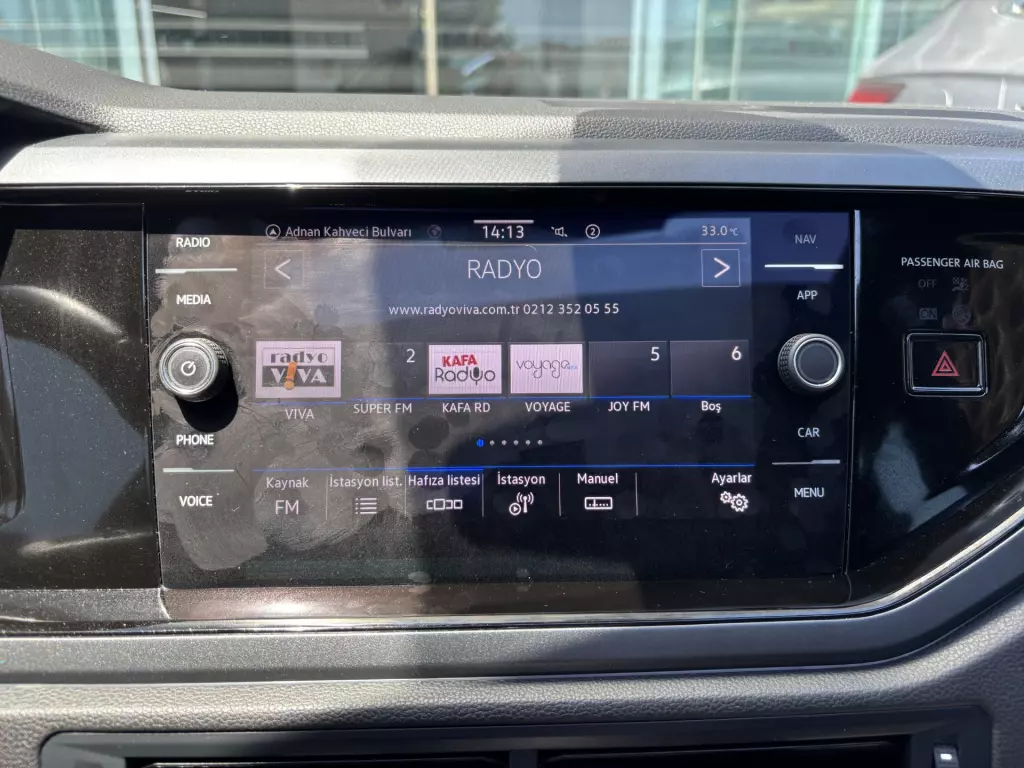 RADIO
MEDIA
PHONE
VOICE
Adnan Kahveci Bulvarı
14:13
2
33.0°C
RADYO
www.radyoviva.com.tr 0212 352 05 55
radyo
VIVA
2
KAFA
Radyo
voyage
5
6
VIVA
SUPER FM
KAFA RD
VOYAGE
JOY FM
Boş
Kaynak
FM
İstasyon list.
Hafıza listesi
İstasyon
Manuel
Ayarlar
NAV
APP
CAR
MENU
PASSENGER AIR BAG
OFF
ON